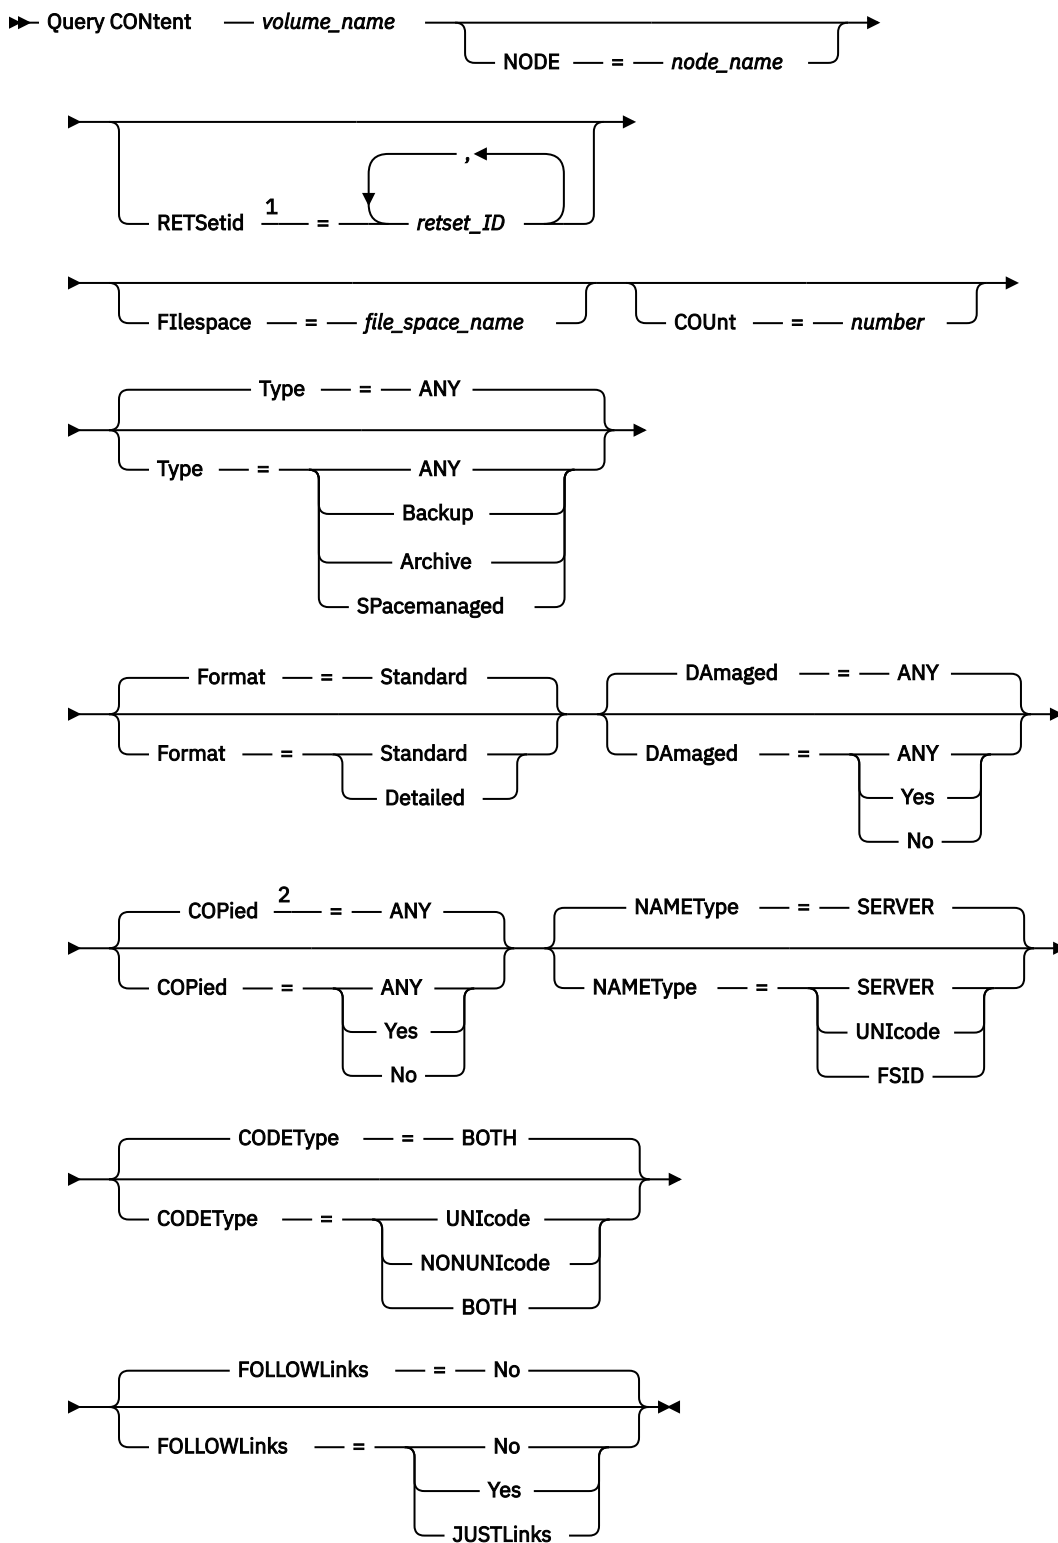 Query CONtent volume_name
NODE = node_name
,
RETSetid 1 = retset_ID
FIlespace = file_space_name COUnt = number
Type = ANY
Type = ANY
Backup
Archive
SPacemanaged
Format = Standard DAmaged = ANY
Format = Standard DAmaged = ANY
Detailed Yes
No
COPied 2 = ANY NAMEType = SERVER
COPied = ANY NAMEType = SERVER
Yes UNIcode
No FSID
CODEType = BOTH
CODEType = UNIcode
NONUNIcode
BOTH
FOLLOWLinks = No
FOLLOWLinks = No
Yes
JUSTLinks